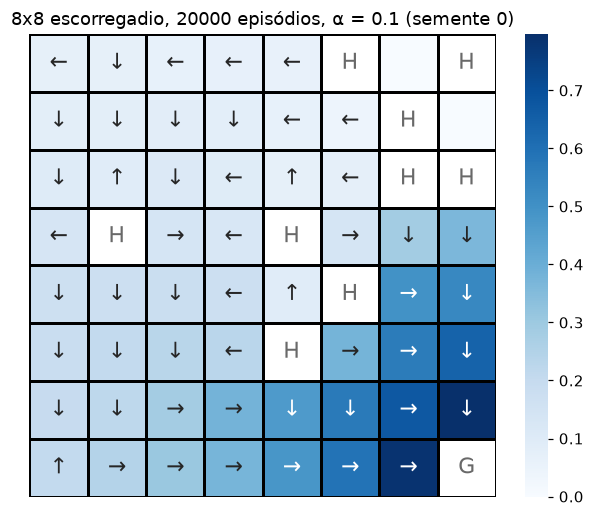 8x8 escorregadio, 20000 episódios, α = 0.1 (semente 0)
← ↓ ← ← ← H H
↓ ↓ ↓ ↓ ← ← H
↓ ↑ ↓ ← ↑ ← H H
← H → ← H → ↓ ↓
↓ ↓ ↓ ← ↑ H → ↓
↓ ↓ ↓ ← H → → ↓
↓ ↓ → → ↓ ↓ → ↓
↑ → → → → → → G
0.7
0.6
0.5
0.4
0.3
0.2
0.1
0.0